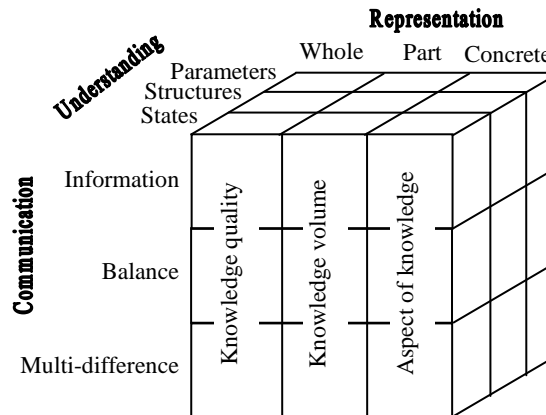 Representation
Whole Part Concrete
Understanding
Parameters
Structures
States
Communication
Information
Balance
Multi-difference
Knowledge quality
Knowledge volume
Aspect of knowledge